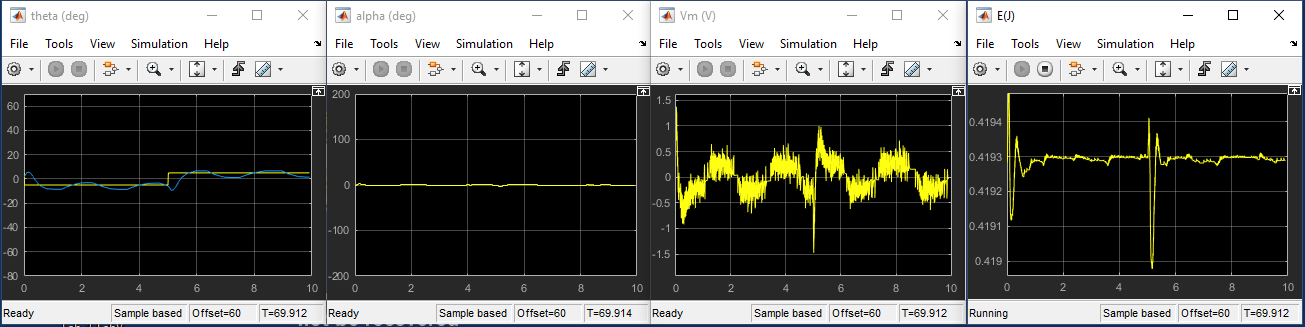 theta (deg)
File Tools View Simulation Help
60
40
20
0
-20
-40
-60
-80
0 2 4 6 8 10
Ready Sample based Offset=60 T=69.912
alpha (deg)
File Tools View Simulation Help
200
100
0
-100
-200
0 2 4 6 8 10
Ready Sample based Offset=60 T=69.914
Vm (V)
File Tools View Simulation Help
1.5
1
0.5
0
-0.5
-1
-1.5
0 2 4 6 8 10
Ready Sample based Offset=60 T=69.912
E(J)
File Tools View Simulation Help
0.4194
0.4193
0.4192
0.4191
0.419
0 2 4 6 8 10
Running Sample based Offset=60 T=69.912
not be recovered